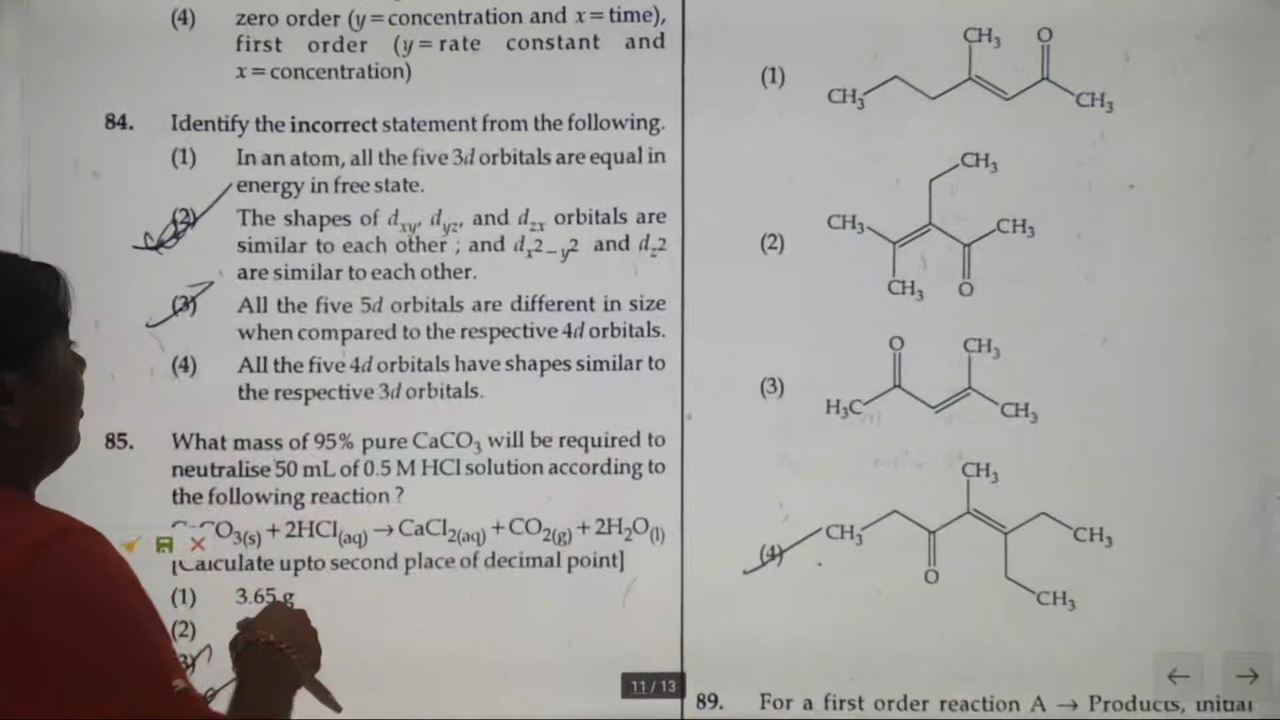 (4) zero order (y=concentration and x=time),
first order (y=rate constant and
x=concentration)
84. Identify the incorrect statement from the following.
(1) In an atom, all the five 3d orbitals are equal in
energy in free state.
(2) The shapes of dxy, dyz, and dzx orbitals are
similar to each other ; and dx2−y2 and dz2
are similar to each other.
(3) All the five 5d orbitals are different in size
when compared to the respective 4d orbitals.
(4) All the five 4d orbitals have shapes similar to
the respective 3d orbitals.
85. What mass of 95% pure CaCO3 will be required to
neutralise 50 mL of 0.5 M HCl solution according to
the following reaction ?
O3(s) + 2HCl(aq) → CaCl2(aq) + CO2(g) + 2H2O(l)
[Calculate upto second place of decimal point]
(1) 3.65 g
(2)
(3)
11 / 13
(1)
CH3 O
CH3 CH3
(2)
CH3
CH3 CH3
CH3 O
(3)
O CH3
H3C CH3
(4)
CH3
CH3 CH3
O
CH3
← →
89. For a first order reaction A → Products, initial